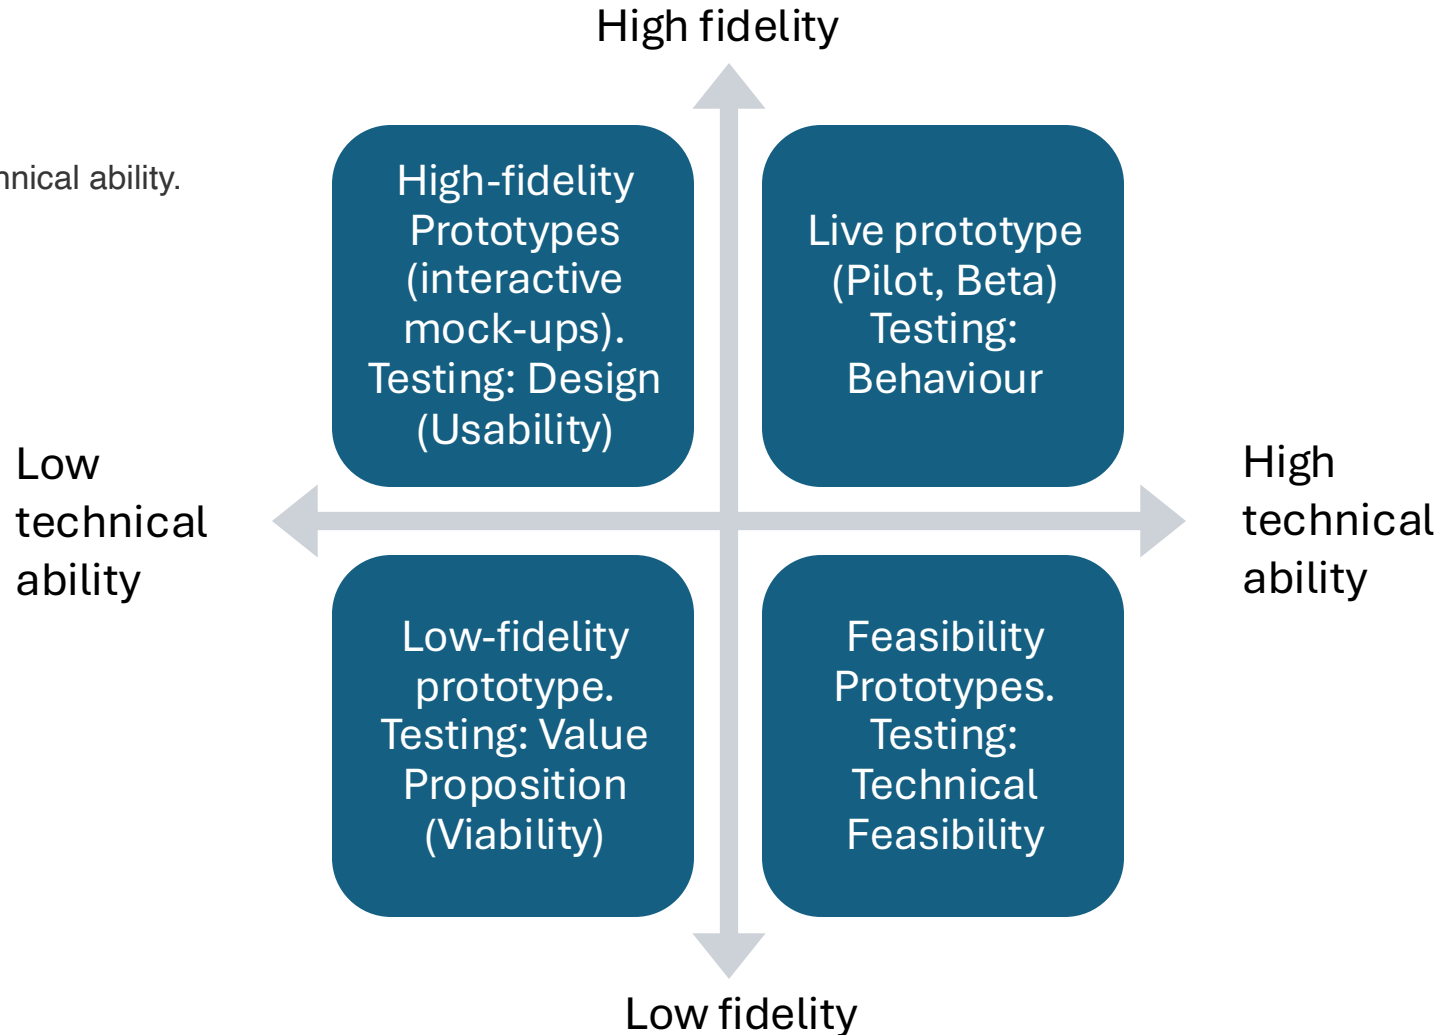 High fidelity
technical ability.
High-fidelity
Prototypes
(interactive
mock-ups).
Testing: Design
(Usability)
Live prototype
(Pilot, Beta)
Testing:
Behaviour
Low
technical
ability
High
technical
ability
Low-fidelity
prototype.
Testing: Value
Proposition
(Viability)
Feasibility
Prototypes.
Testing:
Technical
Feasibility
Low fidelity